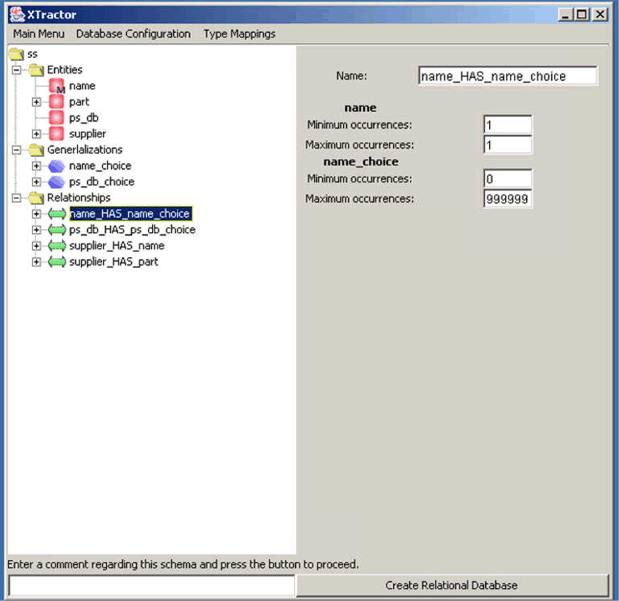 XTractor
Main Menu Database Configuration Type Mappings
ss
Entities
name
M
part
ps_db
supplier
Generlalizations
name_choice
ps_db_choice
Relationships
name_HAS_name_choice
ps_db_HAS_ps_db_choice
supplier_HAS_name
supplier_HAS_part
Name: name_HAS_name_choice
name
Minimum occurrences: 1
Maximum occurrences: 1
name_choice
Minimum occurrences: 0
Maximum occurrences: 999999
Enter a comment regarding this schema and press the button to proceed.
Create Relational Database